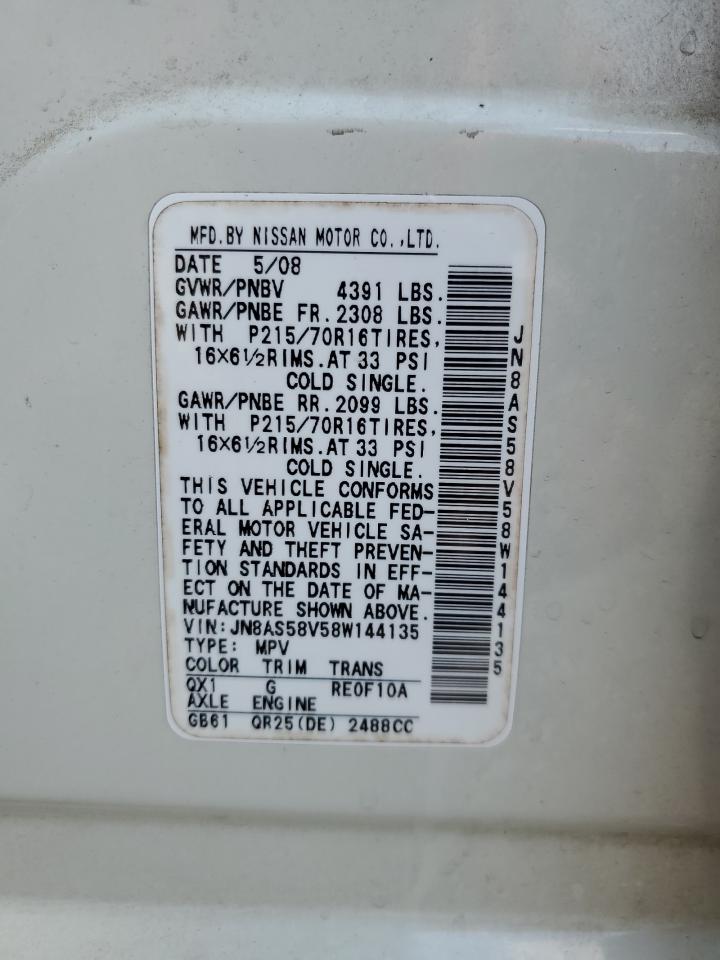 MFD.BY NISSAN MOTOR CO.,LTD.
DATE 5/08
GVWR/PNBV 4391 LBS.
GAWR/PNBE FR.2308 LBS.
WITH P215/70R16TIRES,
16X6½RIMS.AT 33 PSI
COLD SINGLE.
GAWR/PNBE RR.2099 LBS.
WITH P215/70R16TIRES,
16X6½RIMS.AT 33 PSI
COLD SINGLE.
THIS VEHICLE CONFORMS
TO ALL APPLICABLE FED-
ERAL MOTOR VEHICLE SA-
FETY AND THEFT PREVEN-
TION STANDARDS IN EFF-
ECT ON THE DATE OF MA-
NUFACTURE SHOWN ABOVE.
VIN:JN8AS58V58W144135
TYPE: MPV
COLOR TRIM TRANS
QX1 G RE0F10A
AXLE ENGINE
GB61 QR25(DE) 2488CC
JN8AS58V58W144135